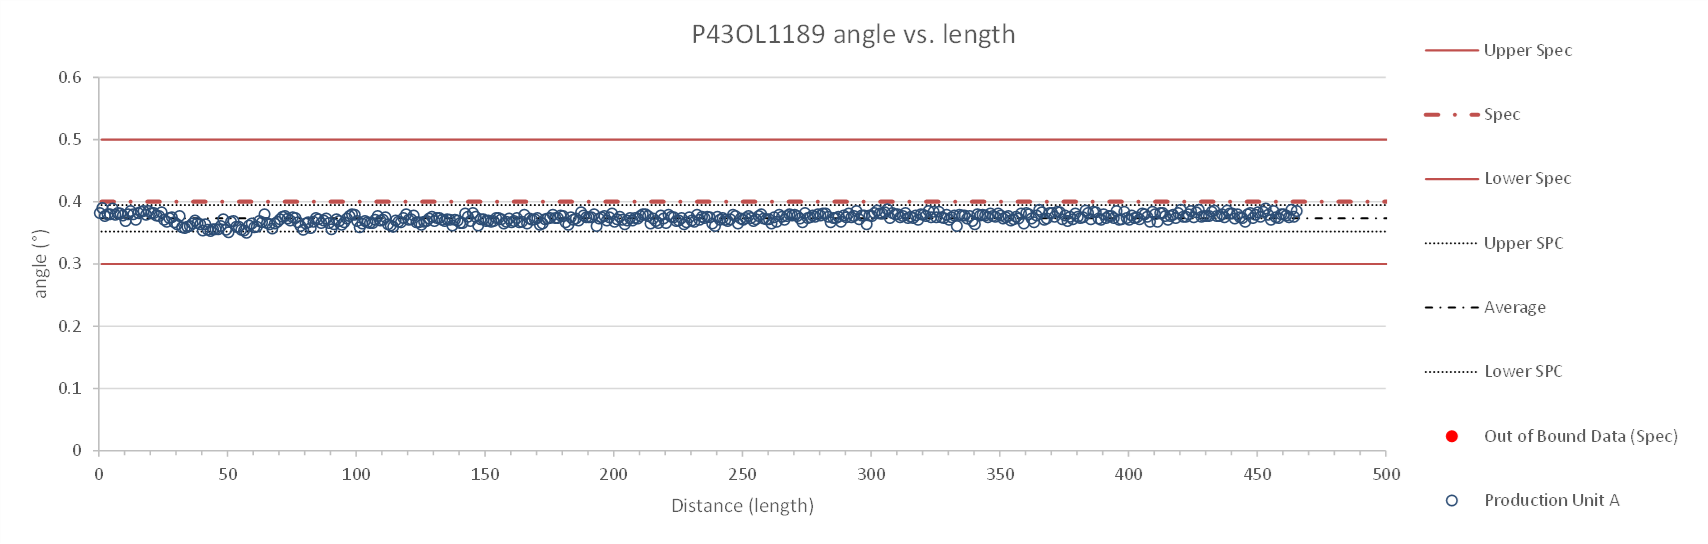 P43OL1189 angle vs. length
0.6
0.5
0.4
0.3
0.2
0.1
0
angle (°)
0 50 100 150 200 250 300 350 400 450 500
Distance (length)
Upper Spec
Spec
Lower Spec
Upper SPC
Average
Lower SPC
Out of Bound Data (Spec)
Production Unit A